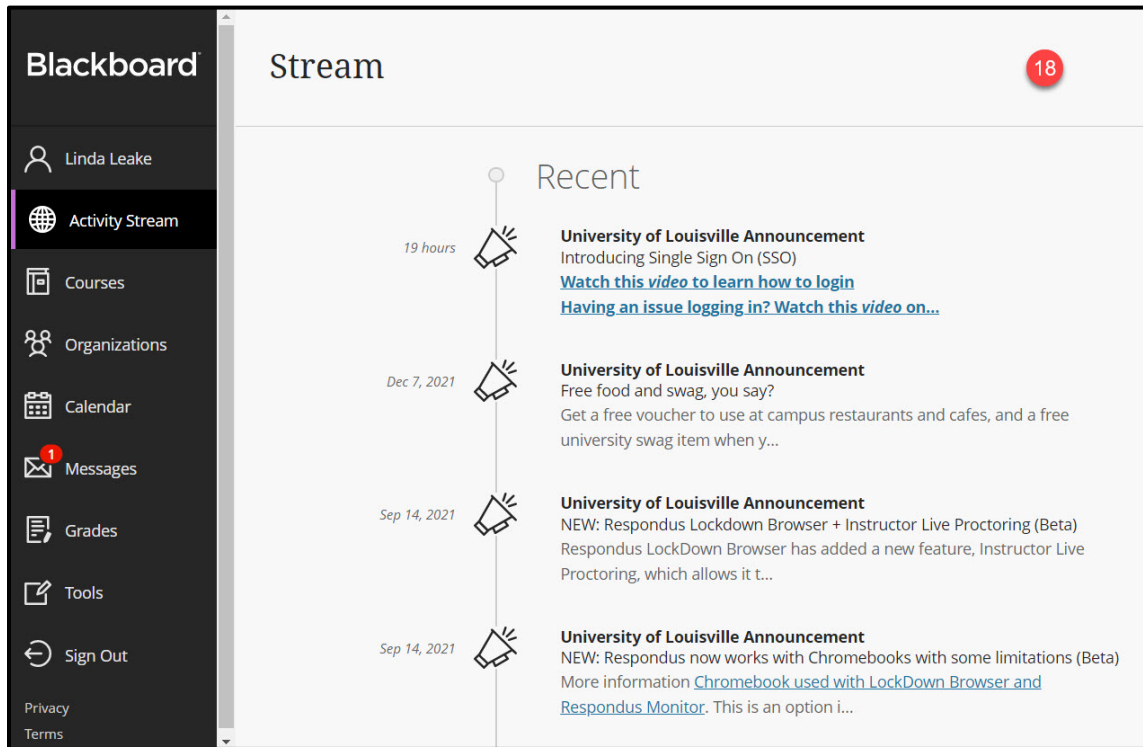 Blackboard
Linda Leake
Activity Stream
Courses
Organizations
Calendar
1
Messages
Grades
Tools
Sign Out
Privacy
Terms
Stream
18
Recent
19 hours
University of Louisville Announcement
Introducing Single Sign On (SSO)
Watch this video to learn how to login
Having an issue logging in? Watch this video on...
Dec 7, 2021
University of Louisville Announcement
Free food and swag, you say?
Get a free voucher to use at campus restaurants and cafes, and a free
university swag item when y...
Sep 14, 2021
University of Louisville Announcement
NEW: Respondus Lockdown Browser + Instructor Live Proctoring (Beta)
Respondus LockDown Browser has added a new feature, Instructor Live
Proctoring, which allows it t...
Sep 14, 2021
University of Louisville Announcement
NEW: Respondus now works with Chromebooks with some limitations (Beta)
More information Chromebook used with LockDown Browser and
Respondus Monitor. This is an option i...